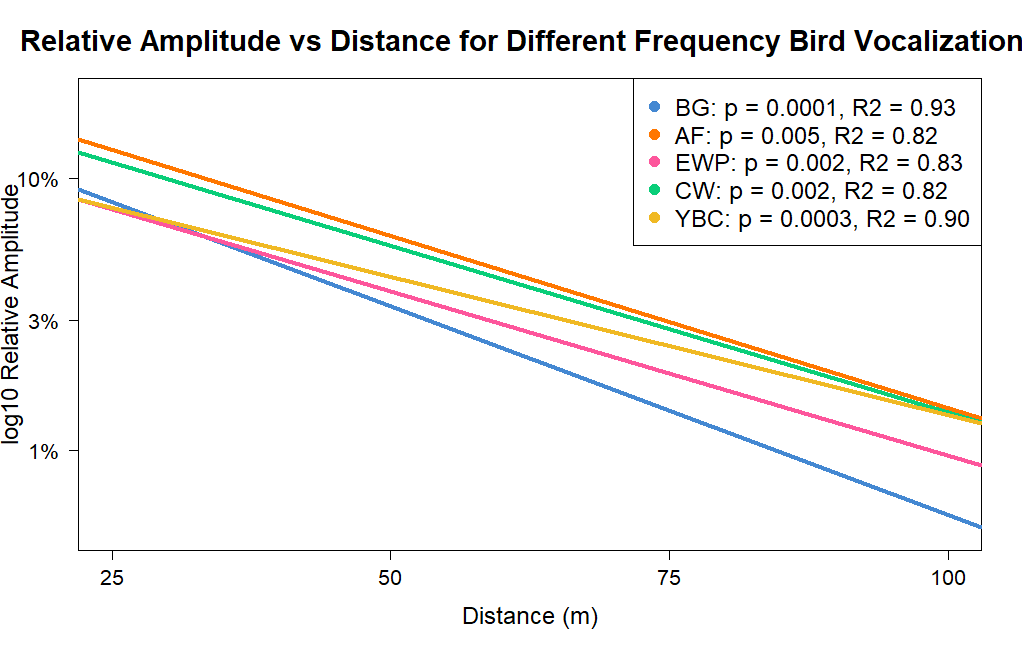 Relative Amplitude vs Distance for Different Frequency Bird Vocalization
BG: p = 0.0001, R2 = 0.93
AF: p = 0.005, R2 = 0.82
EWP: p = 0.002, R2 = 0.83
CW: p = 0.002, R2 = 0.82
YBC: p = 0.0003, R2 = 0.90
log10 Relative Amplitude
10%
3%
1%
25 50 75 100
Distance (m)